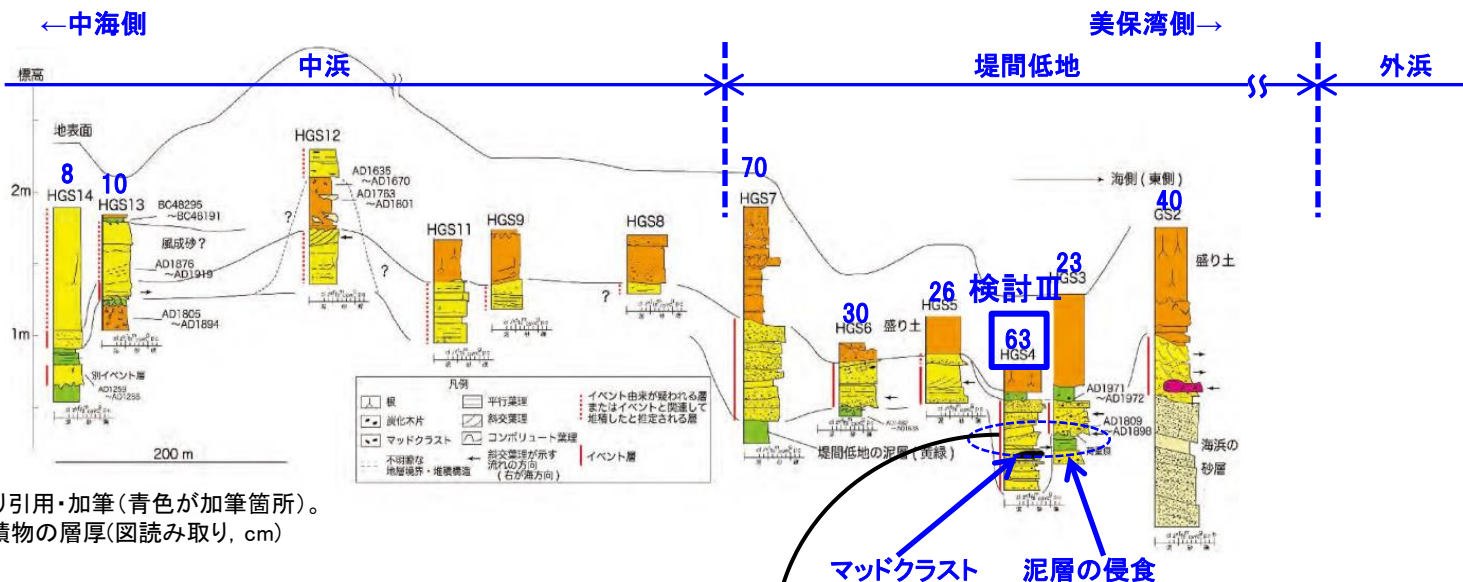 ←中海側
美保湾側→
中浜
堤間低地
外浜
標高
地表面
2m
1m
→ 海側(東側)
8
HGS14
10
HGS13
BC48295
～BC48191
風成砂?
AD1876
～AD1919
AD1805
～AD1894
別イベント層
HGS12
AD1635
～AD1670
AD1763
～AD1801
?
?
HGS11
HGS9
HGS8
?
70
HGS7
30
HGS6
盛り土
26
HGS5
検討Ⅲ
63
HGS4
23
HGS3
AD1971
～AD1972
AD1809
～AD1898
40
GS2
盛り土
海浜の
砂層
堤間低地の泥層(黄緑)
凡例
根
炭化木片
マッドクラスト
不明瞭な
地層境界・堆積構造
平行葉理
斜交葉理
コンボリュート葉理
斜交葉理が示す
流れの方向
(右が海方向)
イベント由来が疑われる層
またはイベントと関連して
堆積したと推定される層
イベント層
200 m
り引用・加筆(青色が加筆箇所)。
積物の層厚(図読み取り, cm)
マッドクラスト
泥層の侵食